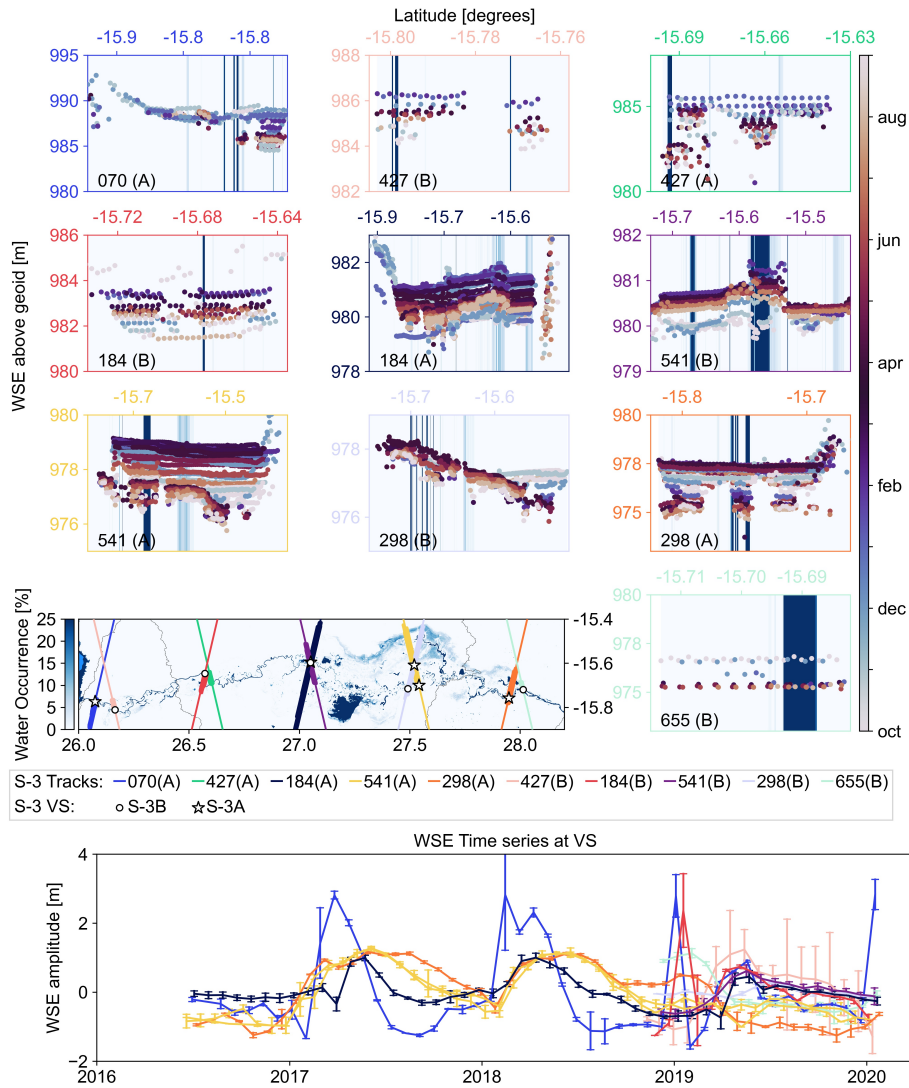 Latitude [degrees]
-15.9 -15.8 -15.8 -15.80 -15.78 -15.76 -15.69 -15.66 -15.63
995 988
990 986 985
985 984
980 982 980
070 (A) 427 (B) 427 (A)
aug
-15.72 -15.68 -15.64 -15.9 -15.7 -15.6 -15.7 -15.6 -15.5
986 982
984 982 981
982 980 980
980 978 979
184 (B) 184 (A) 541 (B)
jun
WSE above geoid [m]
apr
-15.7 -15.5 -15.7 -15.6 -15.8 -15.7
980 980
978 978 978
976 976 975
541 (A) 298 (B) 298 (A)
feb
-15.71 -15.70 -15.69
980
978
975
655 (B)
dec
oct
Water Occurrence [%]
25 -15.4
20
15 -15.6
10
5 -15.8
0
26.0 26.5 27.0 27.5 28.0
S-3 Tracks: 070(A) 427(A) 184(A) 541(A) 298(A) 427(B) 184(B) 541(B) 298(B) 655(B)
S-3 VS: S-3B S-3A
WSE Time series at VS
WSE amplitude [m]
4
2
0
−2
2016 2017 2018 2019 2020